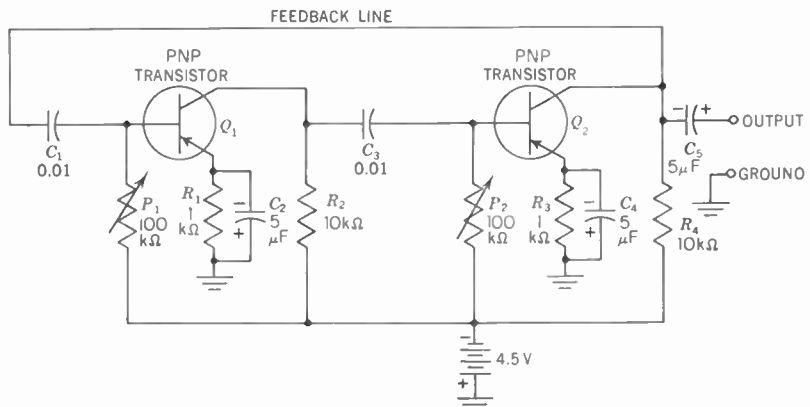 FEEDBACK LINE
PNP
TRANSISTOR
PNP
TRANSISTOR
Q1
Q2
C1
0.01
C3
0.01
- +
C5
5μF
OUTPUT
GROUND
P1
100
kΩ
R1
1
kΩ
-
+
C2
5
μF
R2
10kΩ
P2
100
kΩ
R3
1
kΩ
-
+
C4
5
μF
R4
10kΩ
-
4.5V
+